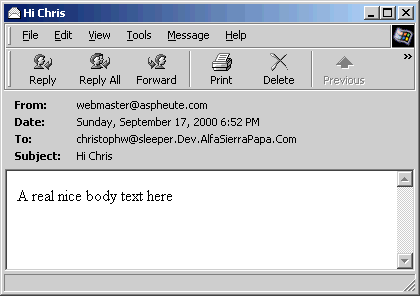 Hi Chris
File Edit View Tools Message Help
Reply Reply All Forward Print Delete Previous »
From: webmaster@aspheute.com
Date: Sunday, September 17, 2000 6:52 PM
To: christophw@sleeper.Dev.AlfaSierraPapa.Com
Subject: Hi Chris
A real nice body text here